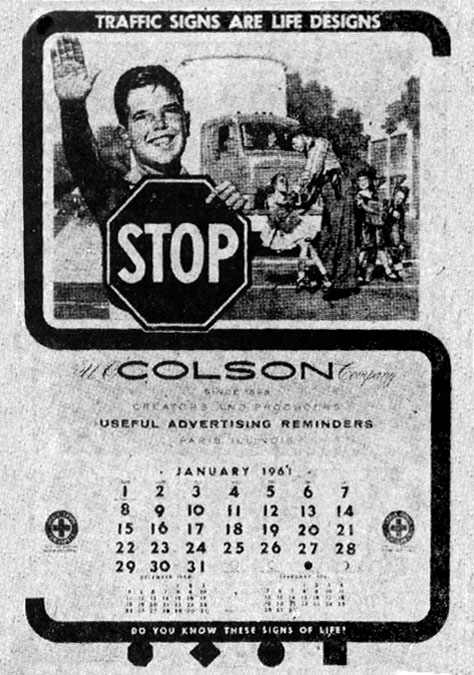 TRAFFIC SIGNS ARE LIFE DESIGNS
STOP
COLSON Company
SINCE
CREATORS AND PRODUCERS
USEFUL ADVERTISING REMINDERS
PARIS ILLINOIS
JANUARY 1961
1 2 3 4 5 6 7
8 9 10 11 12 13 14
15 16 17 18 19 20 21
22 23 24 25 26 27 28
29 30 31
DECEMBER FEBRUARY
DO YOU KNOW THESE SIGNS OF LIFE?